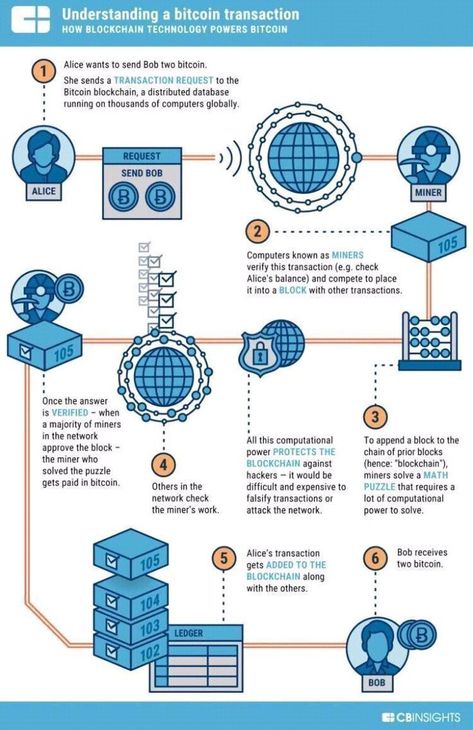 Understanding a bitcoin transaction
HOW BLOCKCHAIN TECHNOLOGY POWERS BITCOIN
1
Alice wants to send Bob two bitcoin.
She sends a TRANSACTION REQUEST to the
Bitcoin blockchain, a distributed database
running on thousands of computers globally.
ALICE
REQUEST
SEND BOB
MINER
2
105
Computers known as MINERS
verify this transaction (e.g. check
Alice's balance) and compete to place
it into a BLOCK with other transactions.
105
Once the answer
is VERIFIED – when
a majority of miners
in the network
approve the block –
the miner who
solved the puzzle
gets paid in bitcoin.
4
Others in the
network check
the miner's work.
All this computational
power PROTECTS THE
BLOCKCHAIN against
hackers – it would be
difficult and expensive to
falsify transactions or
attack the network.
3
To append a block to the
chain of prior blocks
(hence: "blockchain"),
miners solve a MATH
PUZZLE that requires a
lot of computational
power to solve.
105
104
103
102
LEDGER
5
Alice's transaction
gets ADDED TO THE
BLOCKCHAIN along
with the others.
6
Bob receives
two bitcoin.
BOB
CBINSIGHTS